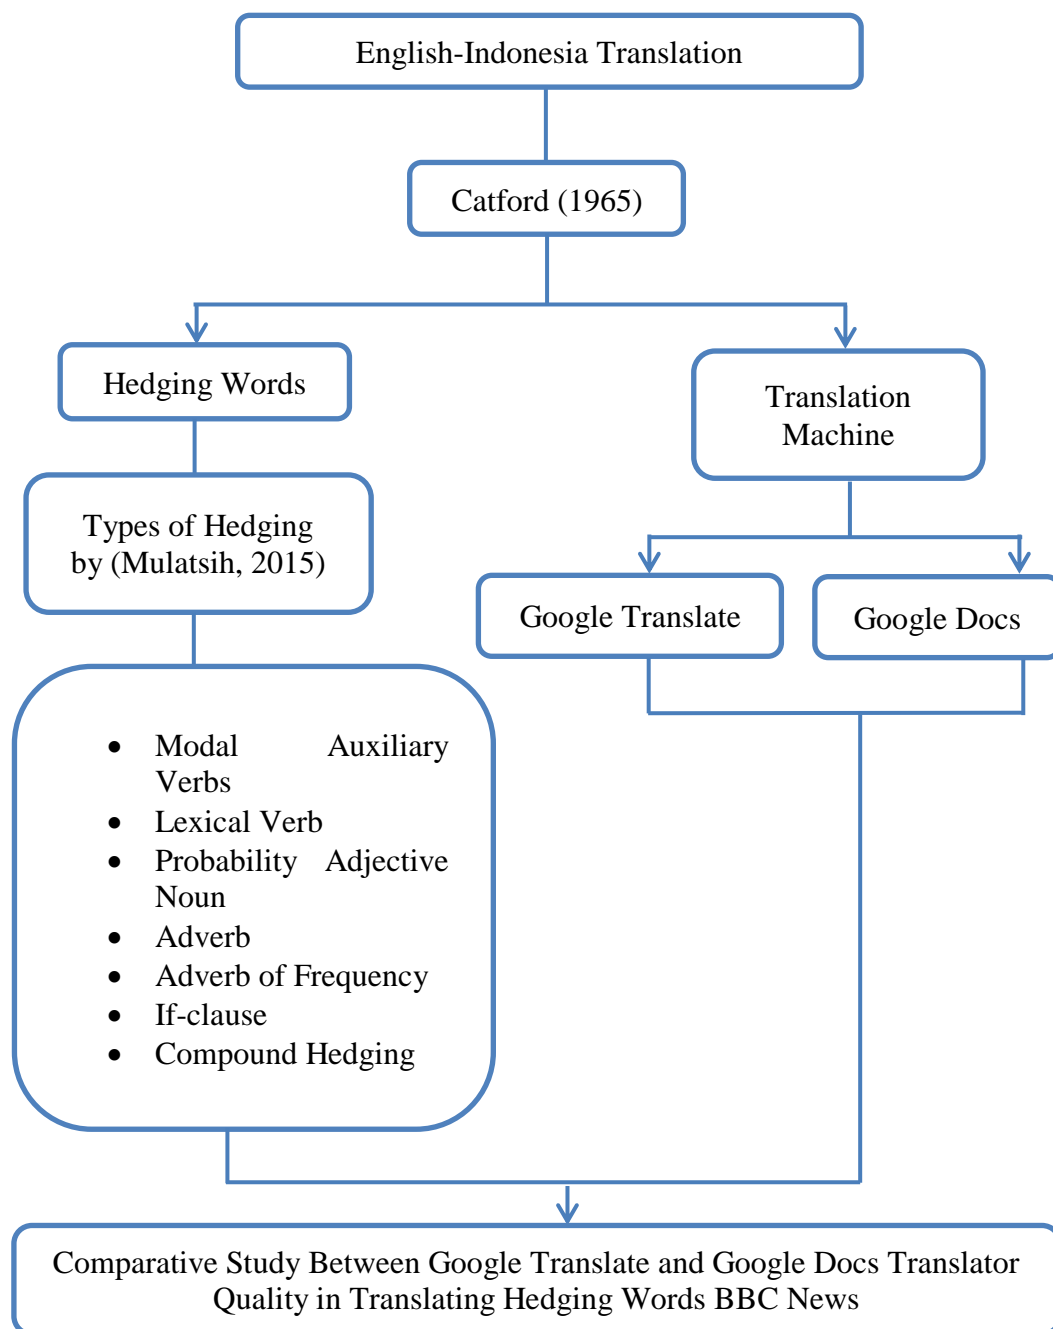 English-Indonesia Translation
Catford (1965)
Hedging Words
Translation
Machine
Types of Hedging
by (Mulatsih, 2015)
Google Translate
Google Docs
• Modal Auxiliary
Verbs
• Lexical Verb
• Probability Adjective
Noun
• Adverb
• Adverb of Frequency
• If-clause
• Compound Hedging
Comparative Study Between Google Translate and Google Docs Translator
Quality in Translating Hedging Words BBC News